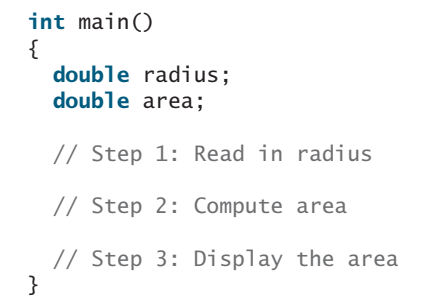 int main()
{
  double radius;
  double area;

  // Step 1: Read in radius

  // Step 2: Compute area

  // Step 3: Display the area
}